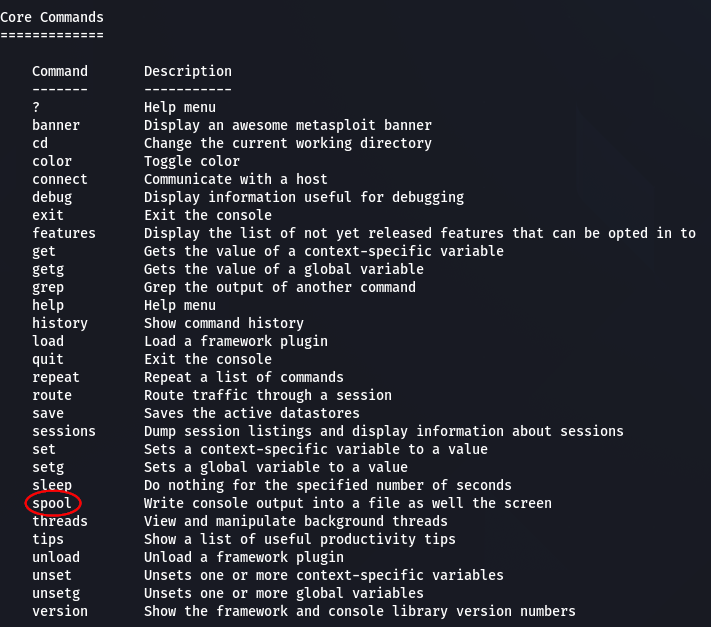 Core Commands
=============
Command Description
------- -----------
? Help menu
banner Display an awesome metasploit banner
cd Change the current working directory
color Toggle color
connect Communicate with a host
debug Display information useful for debugging
exit Exit the console
features Display the list of not yet released features that can be opted in to
get Gets the value of a context-specific variable
getg Gets the value of a global variable
grep Grep the output of another command
help Help menu
history Show command history
load Load a framework plugin
quit Exit the console
repeat Repeat a list of commands
route Route traffic through a session
save Saves the active datastores
sessions Dump session listings and display information about sessions
set Sets a context-specific variable to a value
setg Sets a global variable to a value
sleep Do nothing for the specified number of seconds
spool Write console output into a file as well the screen
threads View and manipulate background threads
tips Show a list of useful productivity tips
unload Unload a framework plugin
unset Unsets one or more context-specific variables
unsetg Unsets one or more global variables
version Show the framework and console library version numbers